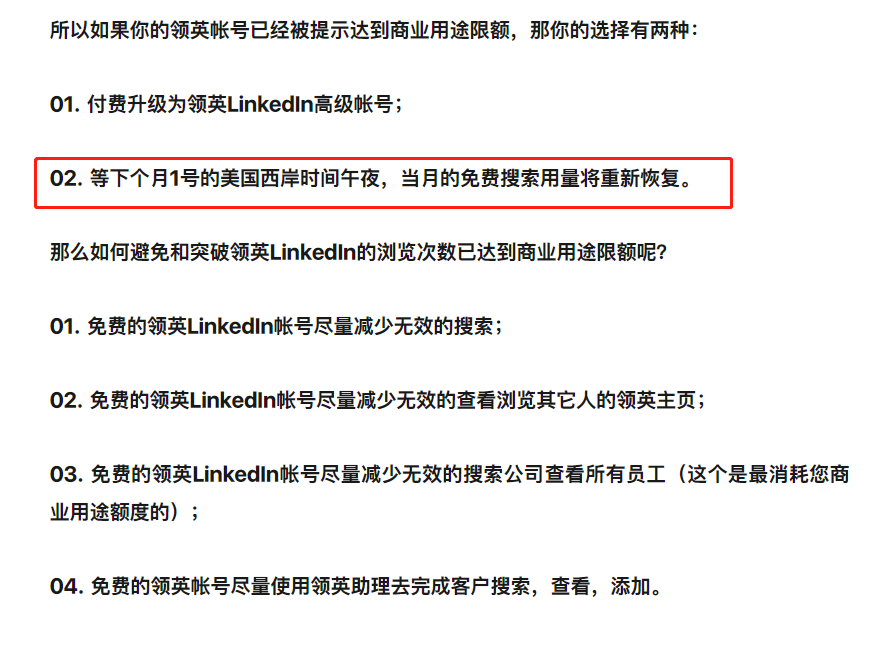 所以如果你的领英帐号已经被提示达到商业用途限额，那你的选择有两种：
01. 付费升级为领英LinkedIn高级帐号；
02. 等下个月1号的美国西岸时间午夜，当月的免费搜索用量将重新恢复。
那么如何避免和突破领英LinkedIn的浏览次数已达到商业用途限额呢?
01. 免费的领英LinkedIn帐号尽量减少无效的搜索；
02. 免费的领英LinkedIn帐号尽量减少无效的查看浏览其它人的领英主页；
03. 免费的领英LinkedIn帐号尽量减少无效的搜索公司查看所有员工（这个是最消耗您商
业用途额度的）；
04. 免费的领英帐号尽量使用领英助理去完成客户搜索，查看，添加。